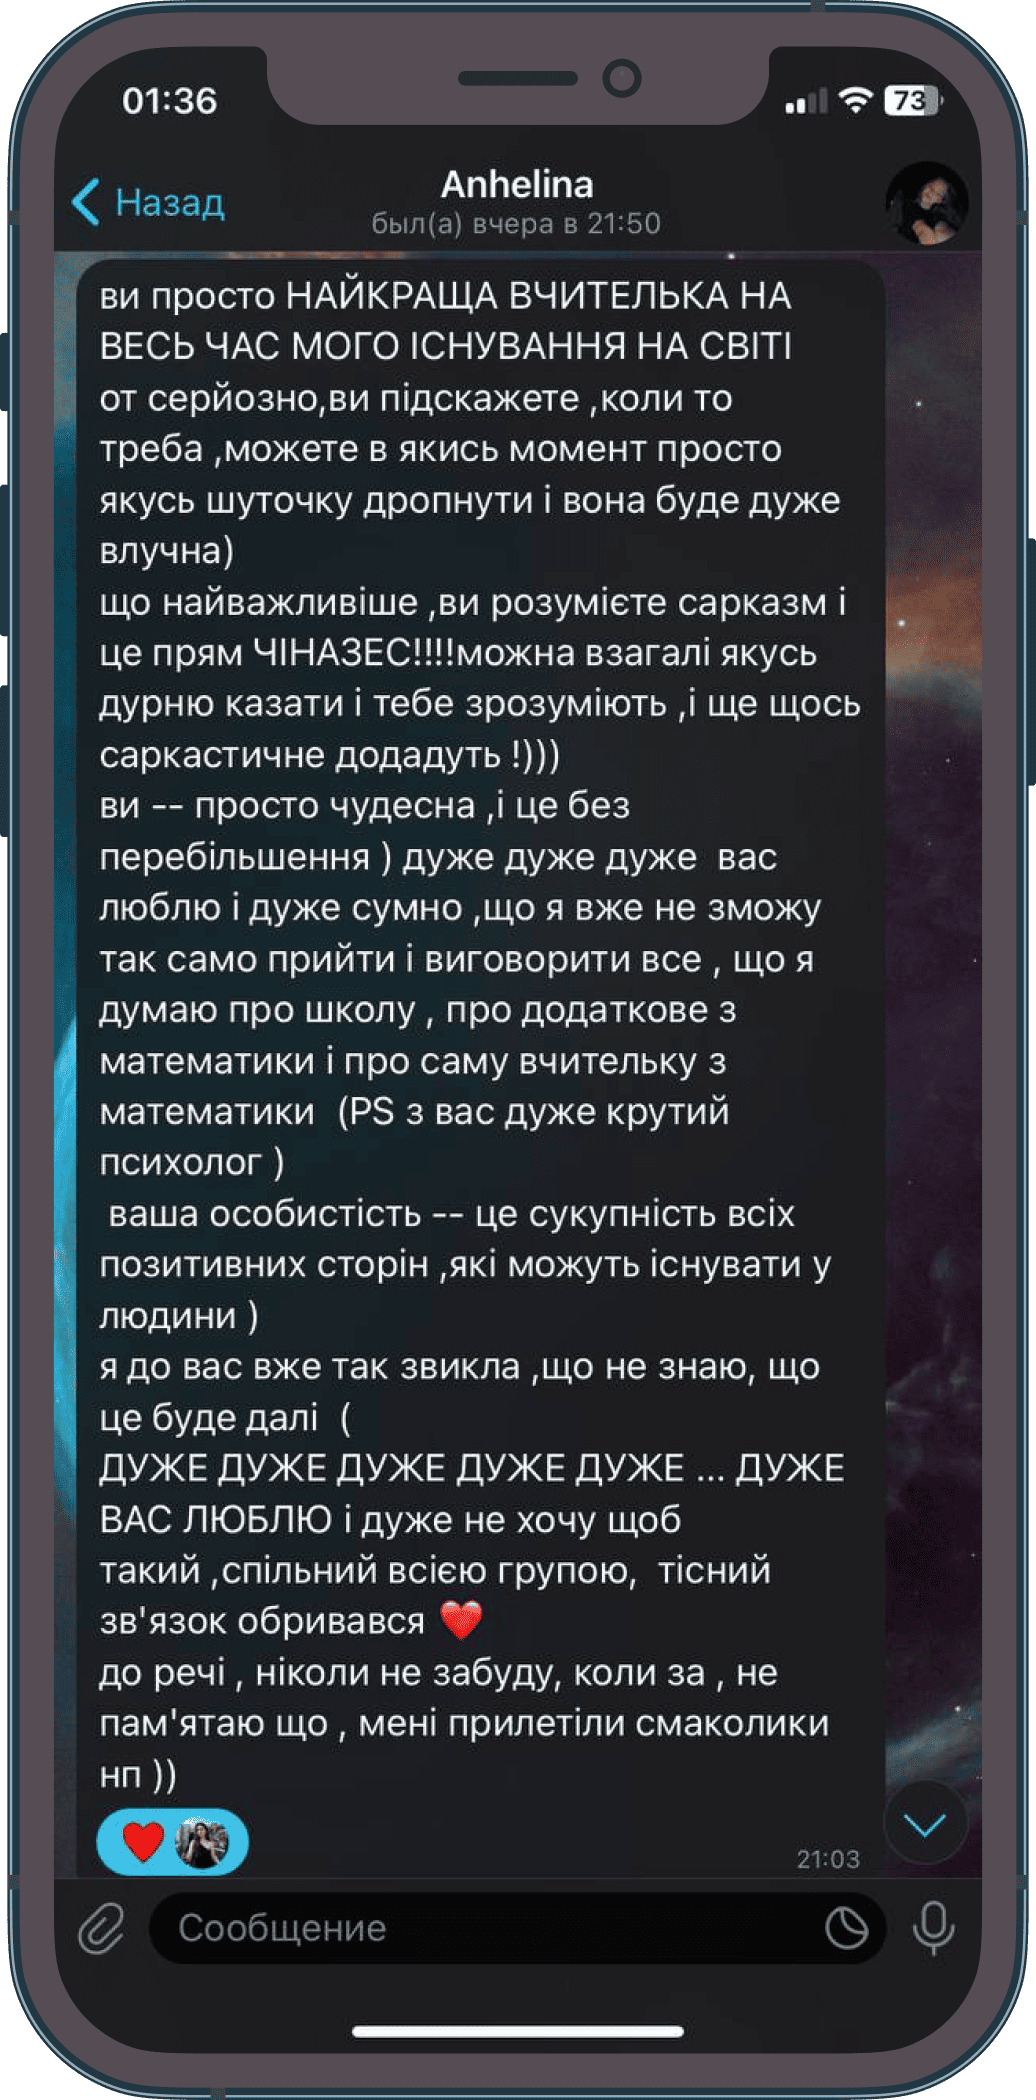 01:36
73
Назад
Anhelina
был(а) вчера в 21:50
ви просто НАЙКРАЩА ВЧИТЕЛЬКА НА
ВЕСЬ ЧАС МОГО ІСНУВАННЯ НА СВІТІ
от серйозно,ви підскажете ,коли то
треба ,можете в якись момент просто
якусь шуточку дропнути і вона буде дуже
влучна)
що найважливіше ,ви розумієте сарказм і
це прям ЧІНАЗЕС!!!!можна взагалі якусь
дурню казати і тебе зрозуміють ,і ще щось
саркастичне додадуть !)))
ви -- просто чудесна ,і це без
перебільшення ) дуже дуже дуже  вас
люблю і дуже сумно ,що я вже не зможу
так само прийти і виговорити все , що я
думаю про школу , про додаткове з
математики і про саму вчительку з
математики  (PS з вас дуже крутий
психолог )
ваша особистість -- це сукупність всіх
позитивних сторін ,які можуть існувати у
людини )
я до вас вже так звикла ,що не знаю, що
це буде далі  (
ДУЖЕ ДУЖЕ ДУЖЕ ДУЖЕ ДУЖЕ ... ДУЖЕ
ВАС ЛЮБЛЮ і дуже не хочу щоб
такий ,спільний всією групою,  тісний
зв'язок обривався ❤️
до речі , ніколи не забуду, коли за , не
пам'ятаю що , мені прилетіли смаколики
нп ))
21:03
Сообщение